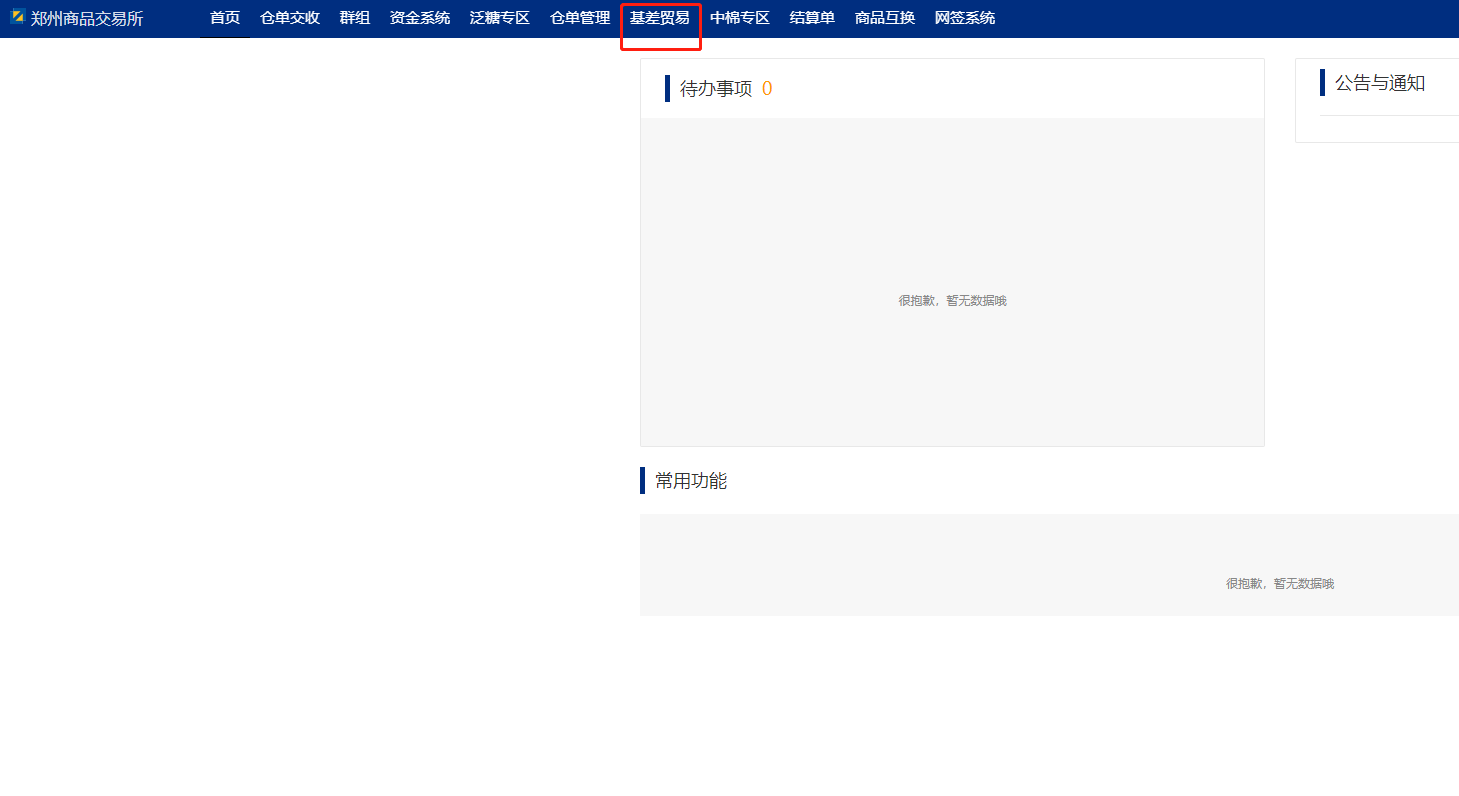 郑州商品交易所 首页 仓单交收 群组 资金系统 泛糖专区 仓单管理 基差贸易 中棉专区 结算单 商品互换 网签系统
待办事项 0
公告与通知
很抱歉，暂无数据哦
常用功能
很抱歉，暂无数据哦